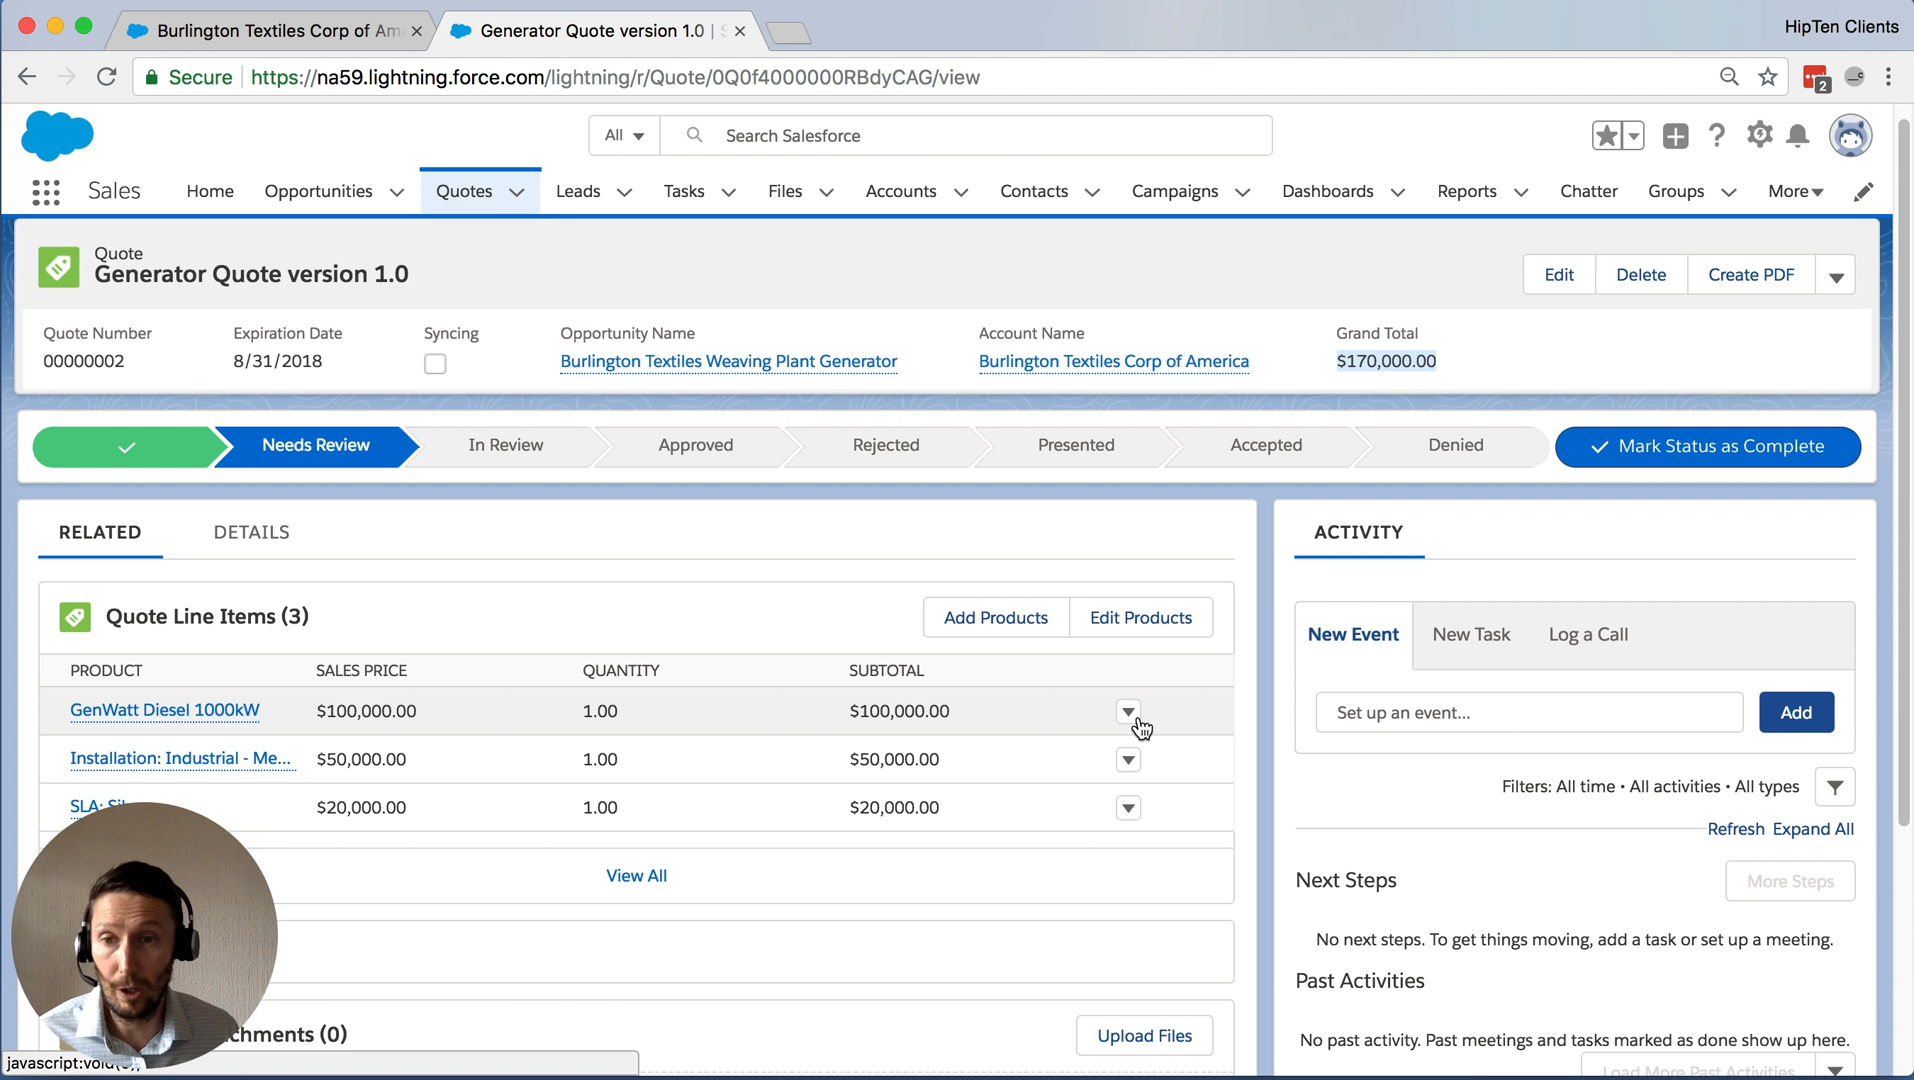 Burlington Textiles Corp of Am
Generator Quote version 1.0 | S
HipTen Clients
Secure
https://na59.lightning.force.com/lightning/r/Quote/0Q0f4000000RBdyCAG/view
2
All
Search Salesforce
Sales
Home
Opportunities
Quotes
Leads
Tasks
Files
Accounts
Contacts
Campaigns
Dashboards
Reports
Chatter
Groups
More
Quote
Generator Quote version 1.0
Edit
Delete
Create PDF
Quote Number
Expiration Date
Syncing
Opportunity Name
Account Name
Grand Total
00000002
8/31/2018
Burlington Textiles Weaving Plant Generator
Burlington Textiles Corp of America
$170,000.00
Needs Review
In Review
Approved
Rejected
Presented
Accepted
Denied
Mark Status as Complete
RELATED
DETAILS
Quote Line Items (3)
Add Products
Edit Products
PRODUCT
SALES PRICE
QUANTITY
SUBTOTAL
GenWatt Diesel 1000kW
$100,000.00
1.00
$100,000.00
Installation: Industrial - Me...
$50,000.00
1.00
$50,000.00
SLA:
$20,000.00
1.00
$20,000.00
View All
chments (0)
Upload Files
ACTIVITY
New Event
New Task
Log a Call
Set up an event...
Add
Filters: All time • All activities • All types
Refresh
Expand All
Next Steps
More Steps
No next steps. To get things moving, add a task or set up a meeting.
Past Activities
No past activity. Past meetings and tasks marked as done show up here.
Load More Past Activities